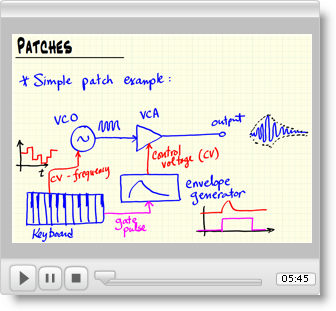 PATCHES
* Simple patch example:
VCO
VCA
output
control
voltage (CV)
t
CV - frequency
envelope
generator
Keyboard
gate
pulse
05:45